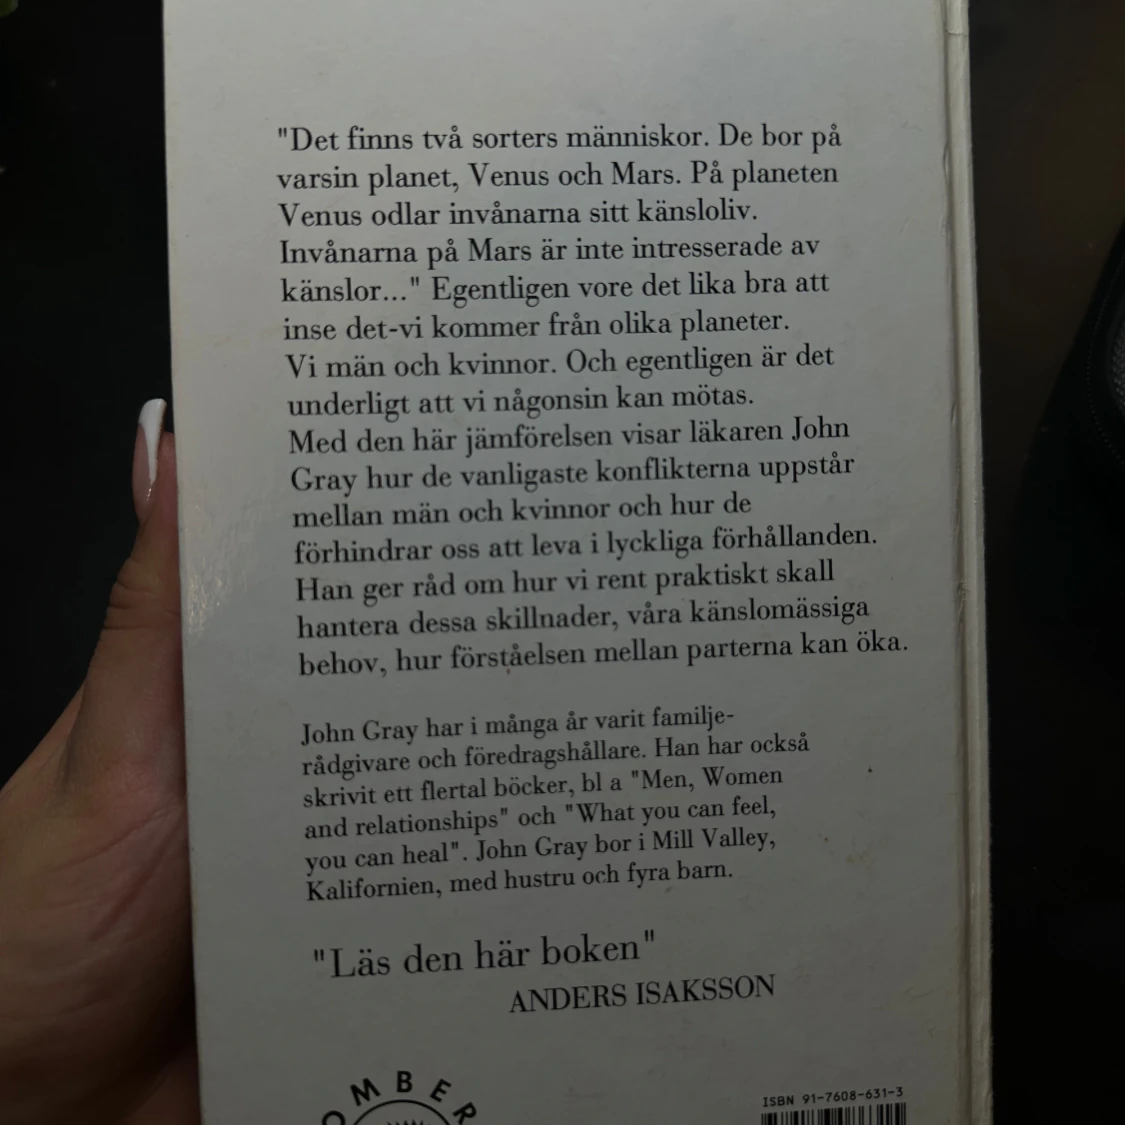 "Det finns två sorters människor. De bor på
varsin planet, Venus och Mars. På planeten
Venus odlar invånarna sitt känsloliv.
Invånarna på Mars är inte intresserade av
känslor..." Egentligen vore det lika bra att
inse det-vi kommer från olika planeter.
Vi män och kvinnor. Och egentligen är det
underligt att vi någonsin kan mötas.
Med den här jämförelsen visar läkaren John
Gray hur de vanligaste konflikterna uppstår
mellan män och kvinnor och hur de
förhindrar oss att leva i lyckliga förhållanden.
Han ger råd om hur vi rent praktiskt skall
hantera dessa skillnader, våra känslomässiga
behov, hur förståelsen mellan parterna kan öka.
John Gray har i många år varit familje-
rådgivare och föredragshållare. Han har också
skrivit ett flertal böcker, bl a "Men, Women
and relationships" och "What you can feel,
you can heal". John Gray bor i Mill Valley,
Kalifornien, med hustru och fyra barn.
"Läs den här boken"
ANDERS ISAKSSON
OMBER
ISBN 91-7608-631-3